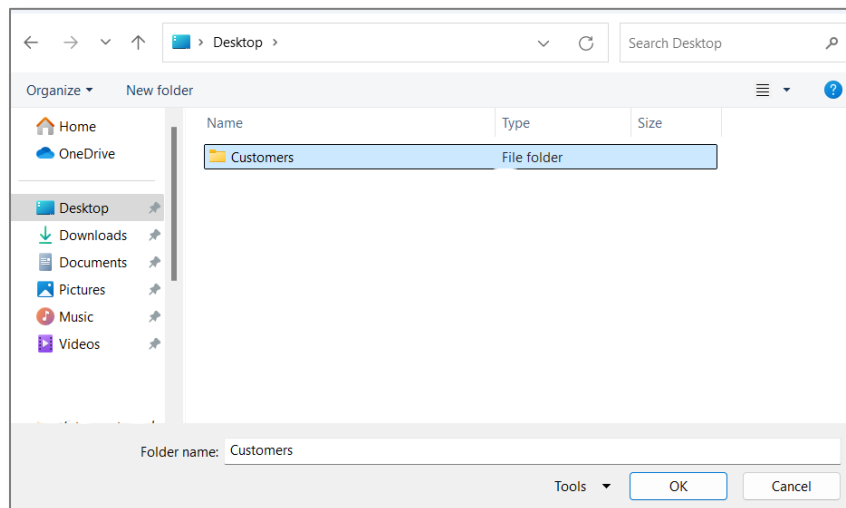 Desktop
Search Desktop
Organize
New folder
Home
OneDrive
Desktop
Downloads
Documents
Pictures
Music
Videos
Name
Type
Size
Customers
File folder
Folder name:
Customers
Tools
OK
Cancel